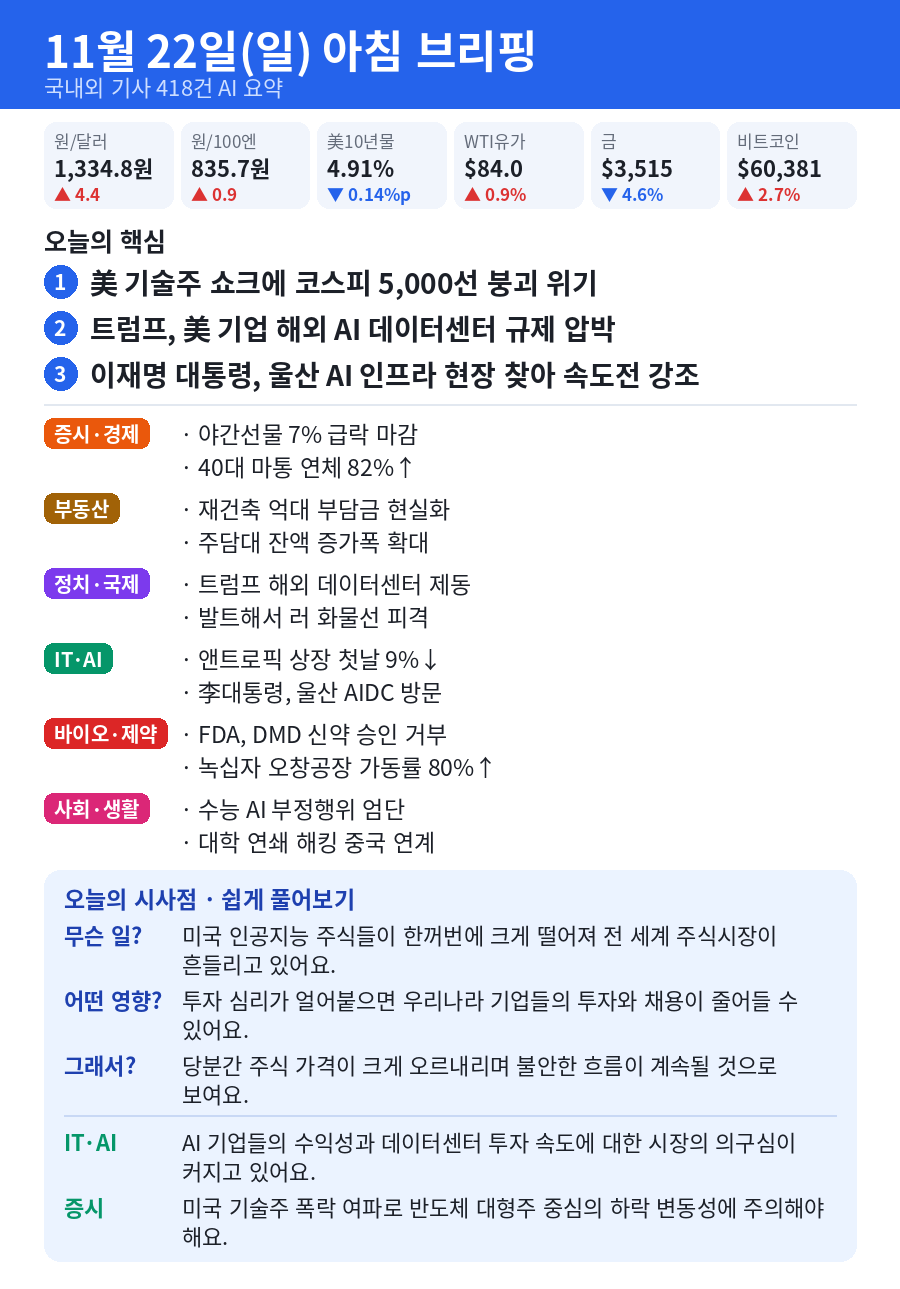 11월 22일(일) 아침 브리핑
국내외 기사 418건 AI 요약
원/달러
1,334.8원
▲ 4.4
원/100엔
835.7원
▲ 0.9
美10년물
4.91%
▼ 0.14%p
WTI유가
$84.0
▲ 0.9%
금
$3,515
▼ 4.6%
비트코인
$60,381
▲ 2.7%
오늘의 핵심
1 美 기술주 쇼크에 코스피 5,000선 붕괴 위기
2 트럼프, 美 기업 해외 AI 데이터센터 규제 압박
3 이재명 대통령, 울산 AI 인프라 현장 찾아 속도전 강조
증시·경제 · 야간선물 7% 급락 마감
· 40대 마통 연체 82%↑
부동산 · 재건축 억대 부담금 현실화
· 주담대 잔액 증가폭 확대
정치·국제 · 트럼프 해외 데이터센터 제동
· 발트해서 러 화물선 피격
IT·AI · 앤트로픽 상장 첫날 9%↓
· 李대통령, 울산 AIDC 방문
바이오·제약 · FDA, DMD 신약 승인 거부
· 녹십자 오창공장 가동률 80%↑
사회·생활 · 수능 AI 부정행위 엄단
· 대학 연쇄 해킹 중국 연계
오늘의 시사점 · 쉽게 풀어보기
무슨 일? 미국 인공지능 주식들이 한꺼번에 크게 떨어져 전 세계 주식시장이
흔들리고 있어요.
어떤 영향? 투자 심리가 얼어붙으면 우리나라 기업들의 투자와 채용이 줄어들 수
있어요.
그래서? 당분간 주식 가격이 크게 오르내리며 불안한 흐름이 계속될 것으로
보여요.
IT·AI AI 기업들의 수익성과 데이터센터 투자 속도에 대한 시장의 의구심이
커지고 있어요.
증시 미국 기술주 폭락 여파로 반도체 대형주 중심의 하락 변동성에 주의해야
해요.